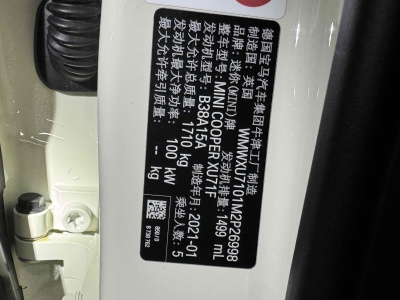 德国宝马汽车集团牛津工厂制造
制造国: 英国
品牌: 迷你(MINI)牌 发动机排量: 1499 mL
整车型号: MINI COOPER XU71F
发动机型号: B38A15A 制造年月: 2021-01
最大允许总质量: 1710 kg 乘坐人数: 5
发动机最大净功率: 100 kW
最大允许牵引质量: -- kg